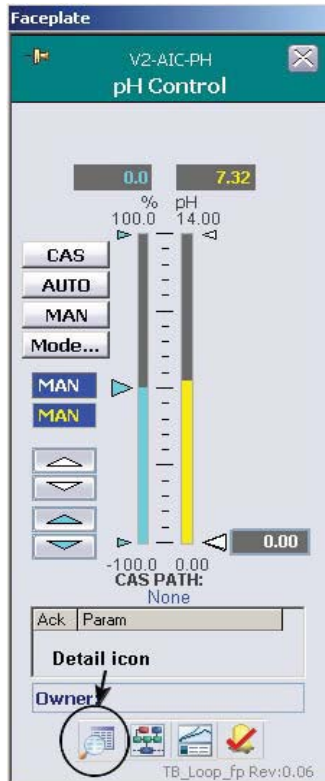 Faceplate
V2-AIC-PH
pH Control
0.0 7.32
% pH
100.0 14.00
CAS
AUTO
MAN
Mode...
MAN
MAN
0.00
-100.0 0.00
CAS PATH:
None
Ack Param
Detail icon
Owner:
TB_Loop_fp Rev:0.06